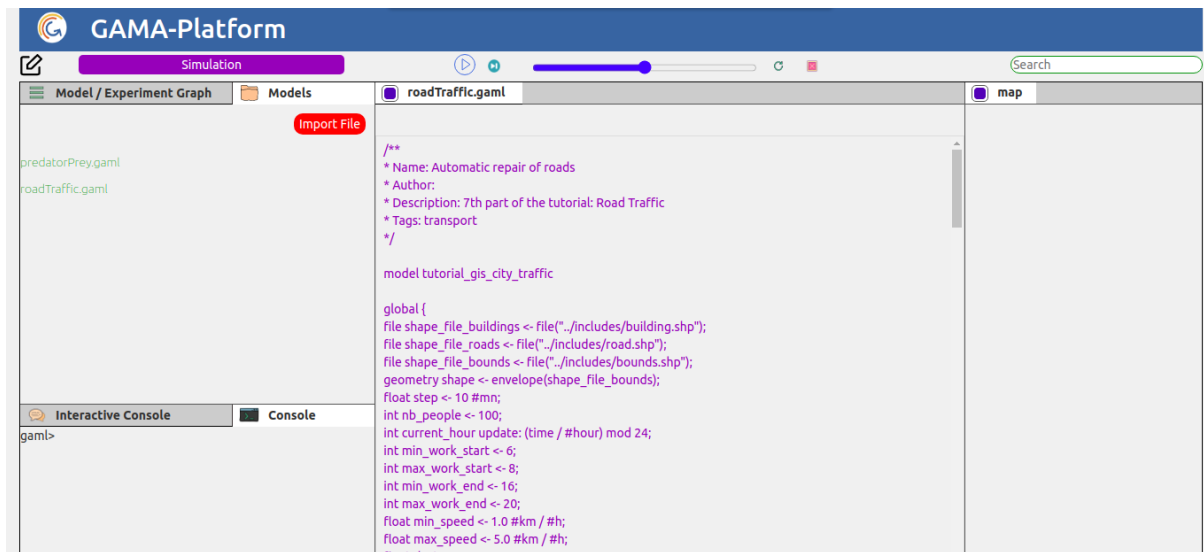 GAMA-Platform
Simulation
Search
Model / Experiment Graph
Models
Import File
predatorPrey.gaml
roadTraffic.gaml
Interactive Console
Console
gaml>
roadTraffic.gaml
/**
* Name: Automatic repair of roads
* Author:
* Description: 7th part of the tutorial: Road Traffic
* Tags: transport
*/
model tutorial_gis_city_traffic
global {
file shape_file_buildings <- file("../includes/building.shp");
file shape_file_roads <- file("../includes/road.shp");
file shape_file_bounds <- file("../includes/bounds.shp");
geometry shape <- envelope(shape_file_bounds);
float step <- 10 #mn;
int nb_people <- 100;
int current_hour update: (time / #hour) mod 24;
int min_work_start <- 6;
int max_work_start <- 8;
int min_work_end <- 16;
int max_work_end <- 20;
float min_speed <- 1.0 #km / #h;
float max_speed <- 5.0 #km / #h;
map